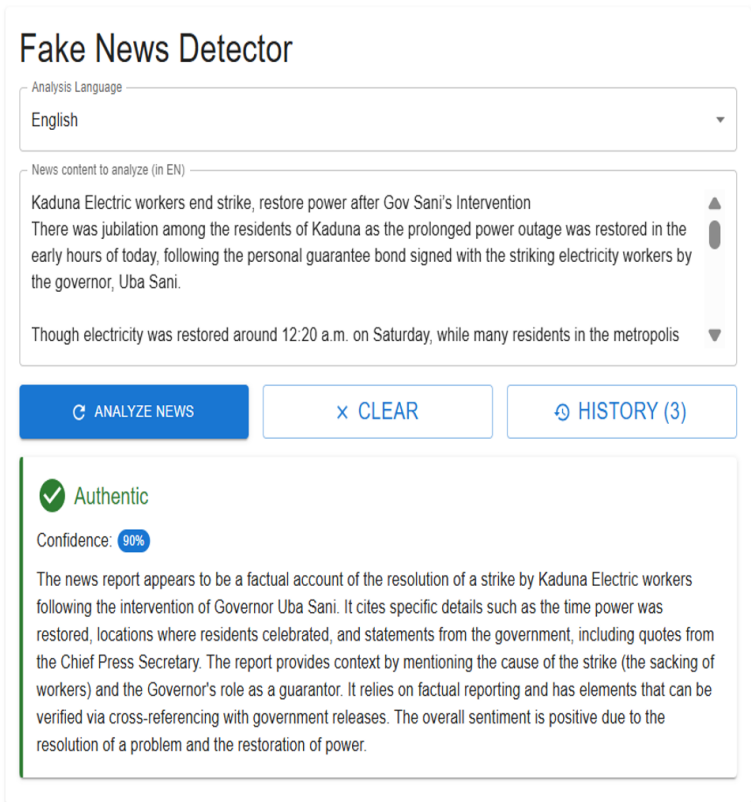 Fake News Detector
Analysis Language
English
News content to analyze (in EN)
Kaduna Electric workers end strike, restore power after Gov Sani's Intervention
There was jubilation among the residents of Kaduna as the prolonged power outage was restored in the
early hours of today, following the personal guarantee bond signed with the striking electricity workers by
the governor, Uba Sani.
Though electricity was restored around 12:20 a.m. on Saturday, while many residents in the metropolis
ANALYZE NEWS
CLEAR
HISTORY (3)
Authentic
Confidence: 90%
The news report appears to be a factual account of the resolution of a strike by Kaduna Electric workers
following the intervention of Governor Uba Sani. It cites specific details such as the time power was
restored, locations where residents celebrated, and statements from the government, including quotes from
the Chief Press Secretary. The report provides context by mentioning the cause of the strike (the sacking of
workers) and the Governor's role as a guarantor. It relies on factual reporting and has elements that can be
verified via cross-referencing with government releases. The overall sentiment is positive due to the
resolution of a problem and the restoration of power.